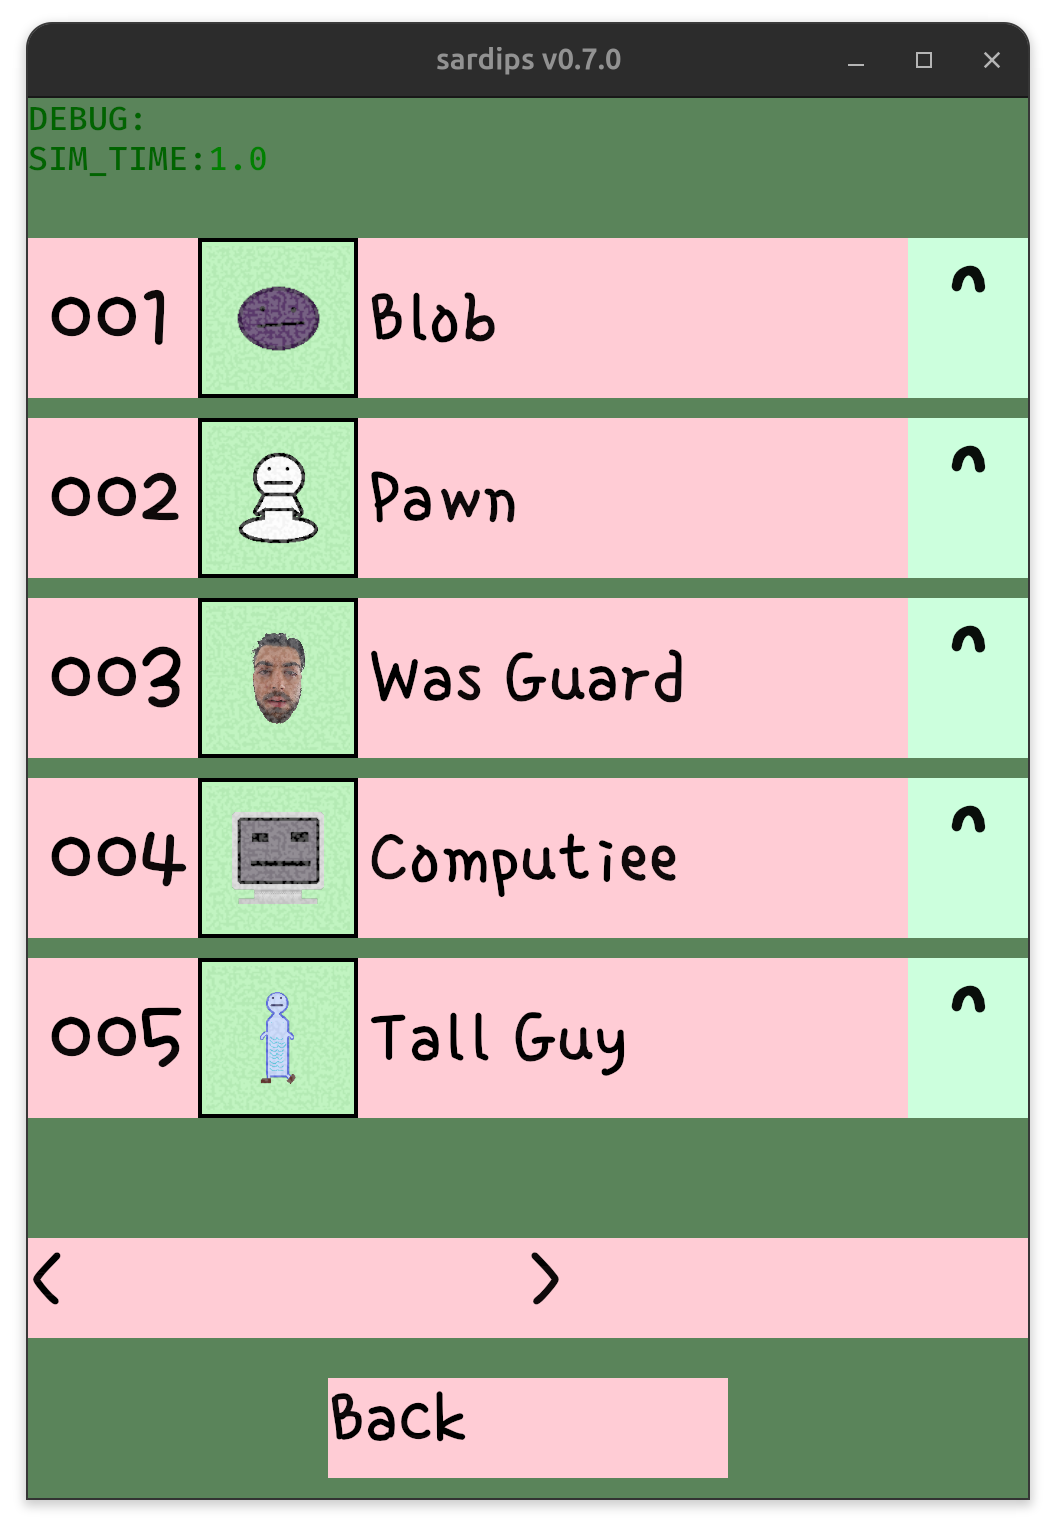 sardips v0.7.0
DEBUG:
SIM_TIME:1.0
001 Blob ^
002 Pawn ^
003 Was Guard ^
004 Computiee ^
005 Tall Guy ^
< >
Back